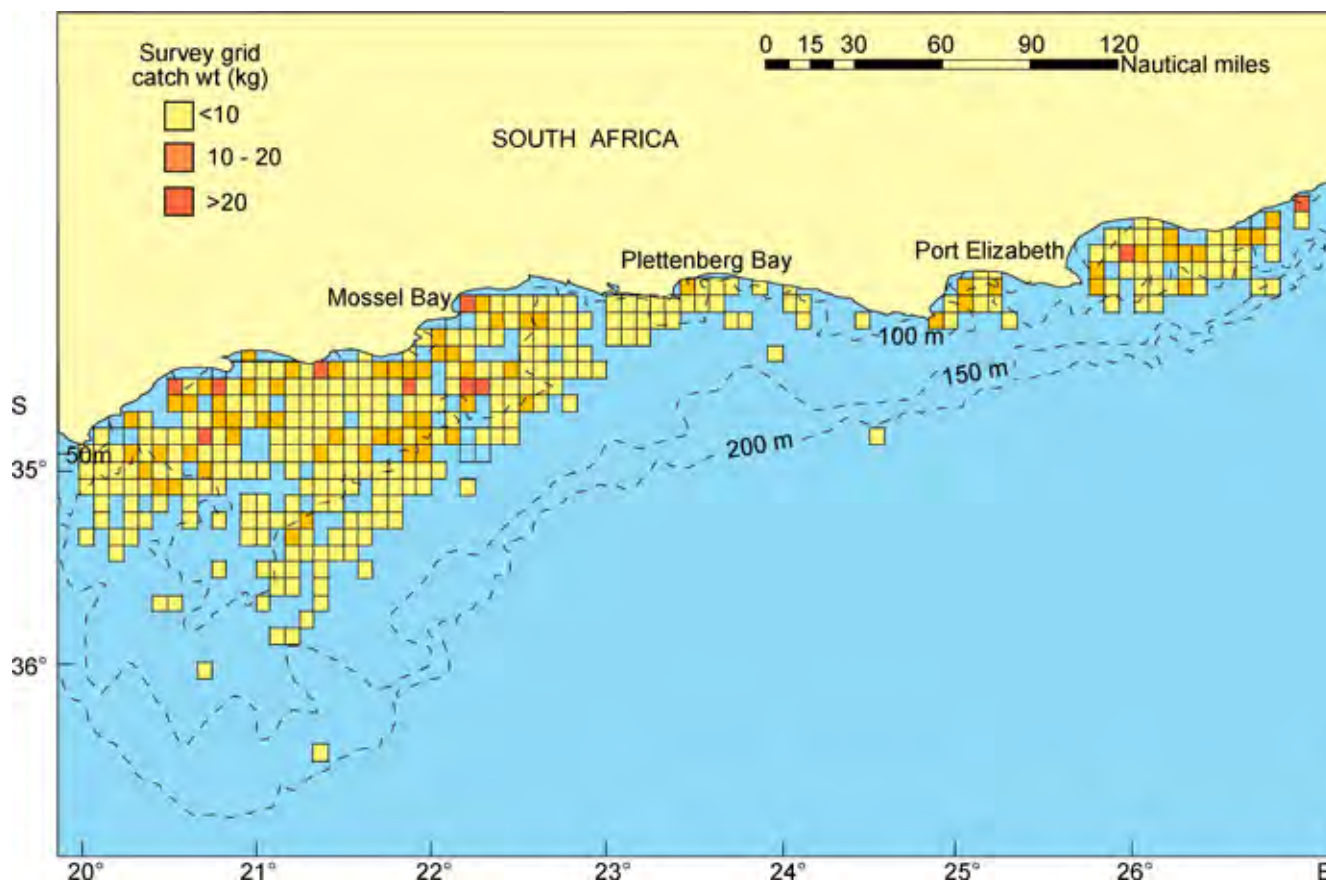 Survey grid
catch wt (kg)
<10
10 - 20
>20
0 15 30 60 90 120
Nautical miles
SOUTH AFRICA
Port Elizabeth
Plettenberg Bay
Mossel Bay
100 m
150 m
200 m
50m
S
35°
36°
20° 21° 22° 23° 24° 25° 26° E